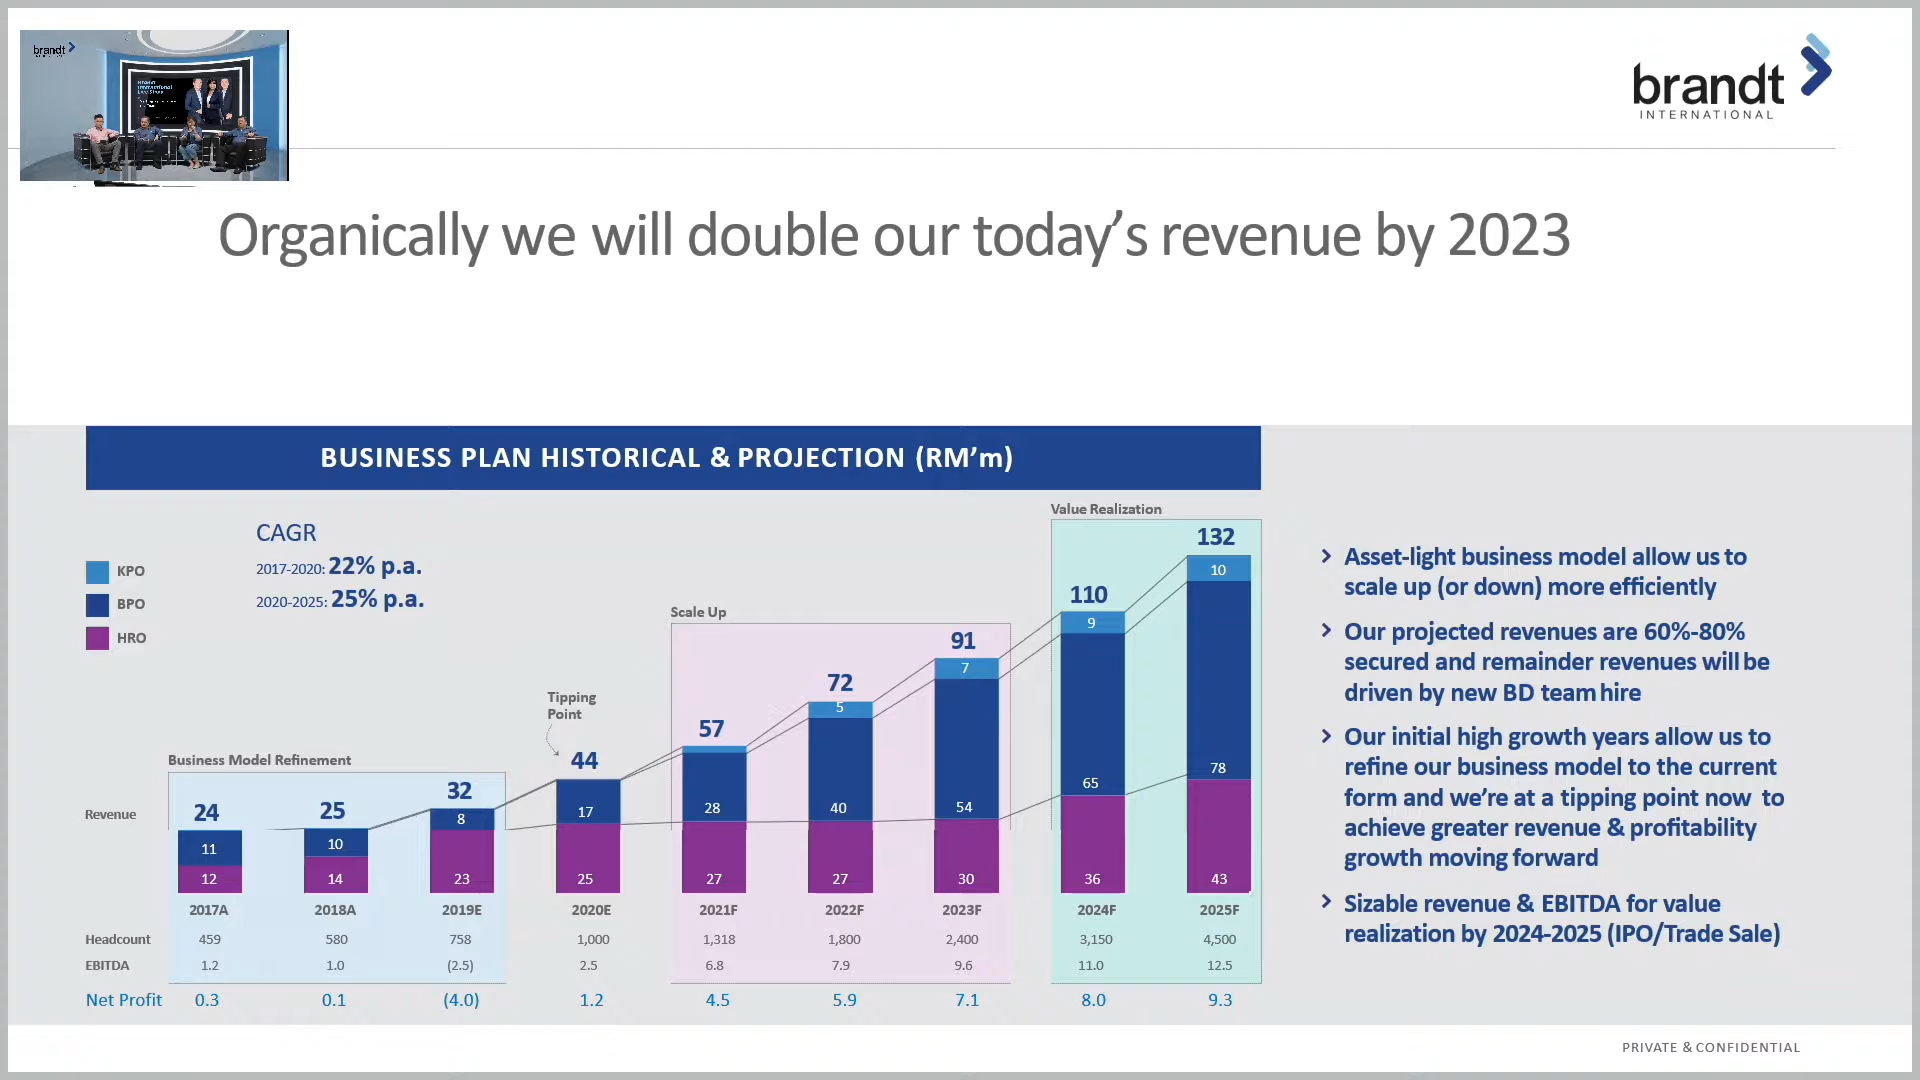 brandt
brandt
INTERNATIONAL
Organically we will double our today’s revenue by 2023
BUSINESS PLAN HISTORICAL & PROJECTION (RM’m)
CAGR
2017-2020: 22% p.a.
2020-2025: 25% p.a.
KPO
BPO
HRO
Business Model Refinement
Tipping
Point
Scale Up
Value Realization
Revenue
24
11
12
25
10
14
32
8
23
44
17
25
57
28
27
72
5
40
27
91
7
54
30
110
9
65
36
132
10
78
43
2017A 2018A 2019E 2020E 2021F 2022F 2023F 2024F 2025F
Headcount 459 580 758 1,000 1,318 1,800 2,400 3,150 4,500
EBITDA 1.2 1.0 (2.5) 2.5 6.8 7.9 9.6 11.0 12.5
Net Profit 0.3 0.1 (4.0) 1.2 4.5 5.9 7.1 8.0 9.3
Asset-light business model allow us to
scale up (or down) more efficiently
Our projected revenues are 60%-80%
secured and remainder revenues will be
driven by new BD team hire
Our initial high growth years allow us to
refine our business model to the current
form and we’re at a tipping point now to
achieve greater revenue & profitability
growth moving forward
Sizable revenue & EBITDA for value
realization by 2024-2025 (IPO/Trade Sale)
PRIVATE & CONFIDENTIAL